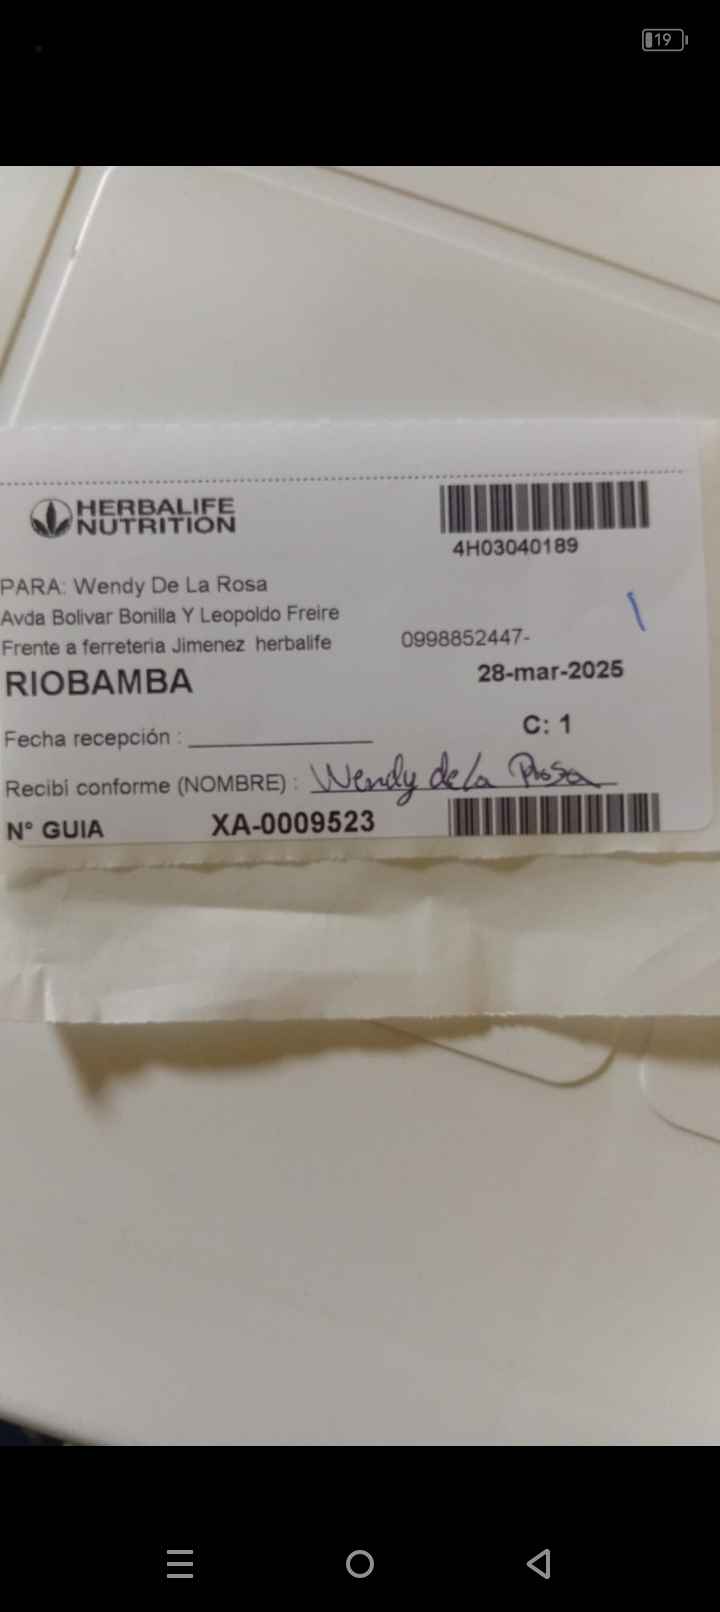 19
HERBALIFE
NUTRITION
4H03040189
PARA: Wendy De La Rosa
Avda Bolivar Bonilla Y Leopoldo Freire
Frente a ferreteria Jimenez herbalife 0998852447-
RIOBAMBA 28-mar-2025
C: 1
Fecha recepción :
Recibí conforme (NOMBRE) : Wendy de la Rosa
N° GUIA XA-0009523